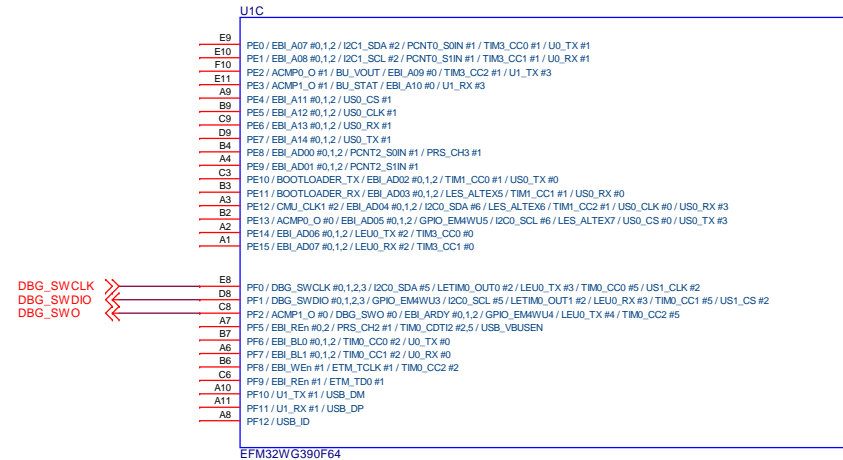 U1C
E9 PE0 / EBI_A07 #0,1,2 / I2C1_SDA #2 / PCNT0_S0IN #1 / TIM3_CC0 #1 / U0_TX #1
E10 PE1 / EBI_A08 #0,1,2 / I2C1_SCL #2 / PCNT0_S1IN #1 / TIM3_CC1 #1 / U0_RX #1
F10 PE2 / ACMP0_O #1 / BU_VOUT / EBI_A09 #0 / TIM3_CC2 #1 / U1_TX #3
E11 PE3 / ACMP1_O #1 / BU_STAT / EBI_A10 #0 / U1_RX #3
A9 PE4 / EBI_A11 #0,1,2 / US0_CS #1
B9 PE5 / EBI_A12 #0,1,2 / US0_CLK #1
C9 PE6 / EBI_A13 #0,1,2 / US0_RX #1
D9 PE7 / EBI_A14 #0,1,2 / US0_TX #1
B4 PE8 / EBI_AD00 #0,1,2 / PCNT2_S0IN #1 / PRS_CH3 #1
A4 PE9 / EBI_AD01 #0,1,2 / PCNT2_S1IN #1
C3 PE10 / BOOTLOADER_TX / EBI_AD02 #0,1,2 / TIM1_CC0 #1 / US0_TX #0
B3 PE11 / BOOTLOADER_RX / EBI_AD03 #0,1,2 / LES_ALTEX5 / TIM1_CC1 #1 / US0_RX #0
A3 PE12 / CMU_CLK1 #2 / EBI_AD04 #0,1,2 / I2C0_SDA #6 / LES_ALTEX6 / TIM1_CC2 #1 / US0_CLK #0 / US0_RX #3
B2 PE13 / ACMP0_O #0 / EBI_AD05 #0,1,2 / GPIO_EM4WU5 / I2C0_SCL #6 / LES_ALTEX7 / US0_CS #0 / US0_TX #3
A2 PE14 / EBI_AD06 #0,1,2 / LEU0_TX #2 / TIM3_CC0 #0
A1 PE15 / EBI_AD07 #0,1,2 / LEU0_RX #2 / TIM3_CC1 #0
DBG_SWCLK E8 PF0 / DBG_SWCLK #0,1,2,3 / I2C0_SDA #5 / LETIM0_OUT0 #2 / LEU0_TX #3 / TIM0_CC0 #5 / US1_CLK #2
DBG_SWDIO D8 PF1 / DBG_SWDIO #0,1,2,3 / GPIO_EM4WU3 / I2C0_SCL #5 / LETIM0_OUT1 #2 / LEU0_RX #3 / TIM0_CC1 #5 / US1_CS #2
DBG_SWO C8 PF2 / ACMP1_O #0 / DBG_SWO #0 / EBI_ARDY #0,1,2 / GPIO_EM4WU4 / LEU0_TX #4 / TIM0_CC2 #5
A7 PF5 / EBI_REn #0,2 / PRS_CH2 #1 / TIM0_CDTI2 #2,5 / USB_VBUSEN
B7 PF6 / EBI_BL0 #0,1,2 / TIM0_CC0 #2 / U0_TX #0
A6 PF7 / EBI_BL1 #0,1,2 / TIM0_CC1 #2 / U0_RX #0
B6 PF8 / EBI_WEn #1 / ETM_TCLK #1 / TIM0_CC2 #2
C6 PF9 / EBI_REn #1 / ETM_TD0 #1
A10 PF10 / U1_TX #1 / USB_DM
A11 PF11 / U1_RX #1 / USB_DP
A8 PF12 / USB_ID
EFM32WG390F64